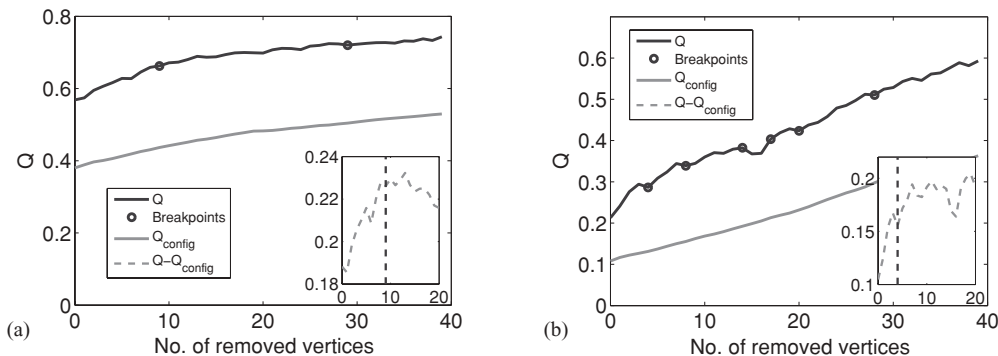 0.8
0.6
0.4
0.2
0
Q
Q
Breakpoints
Qconfig
Q−Qconfig
0.24
0.22
0.2
0.18
0 10 20
0 10 20 30 40
No. of removed vertices
(a)
0.6
0.5
0.4
0.3
0.2
0.1
0
Q
Q
Breakpoints
Qconfig
Q−Qconfig
0.2
0.15
0.1
0 10 20
0 10 20 30 40
No. of removed vertices
(b)